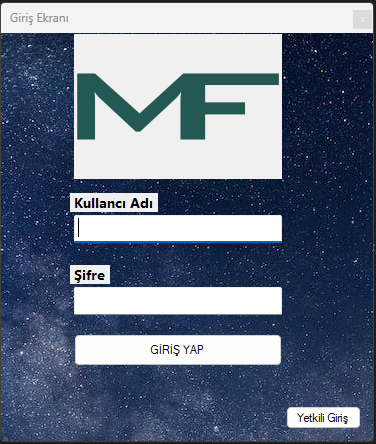 Giriş Ekranı
MF
Kullancı Adı
Şifre
GİRİŞ YAP
Yetkili Giriş